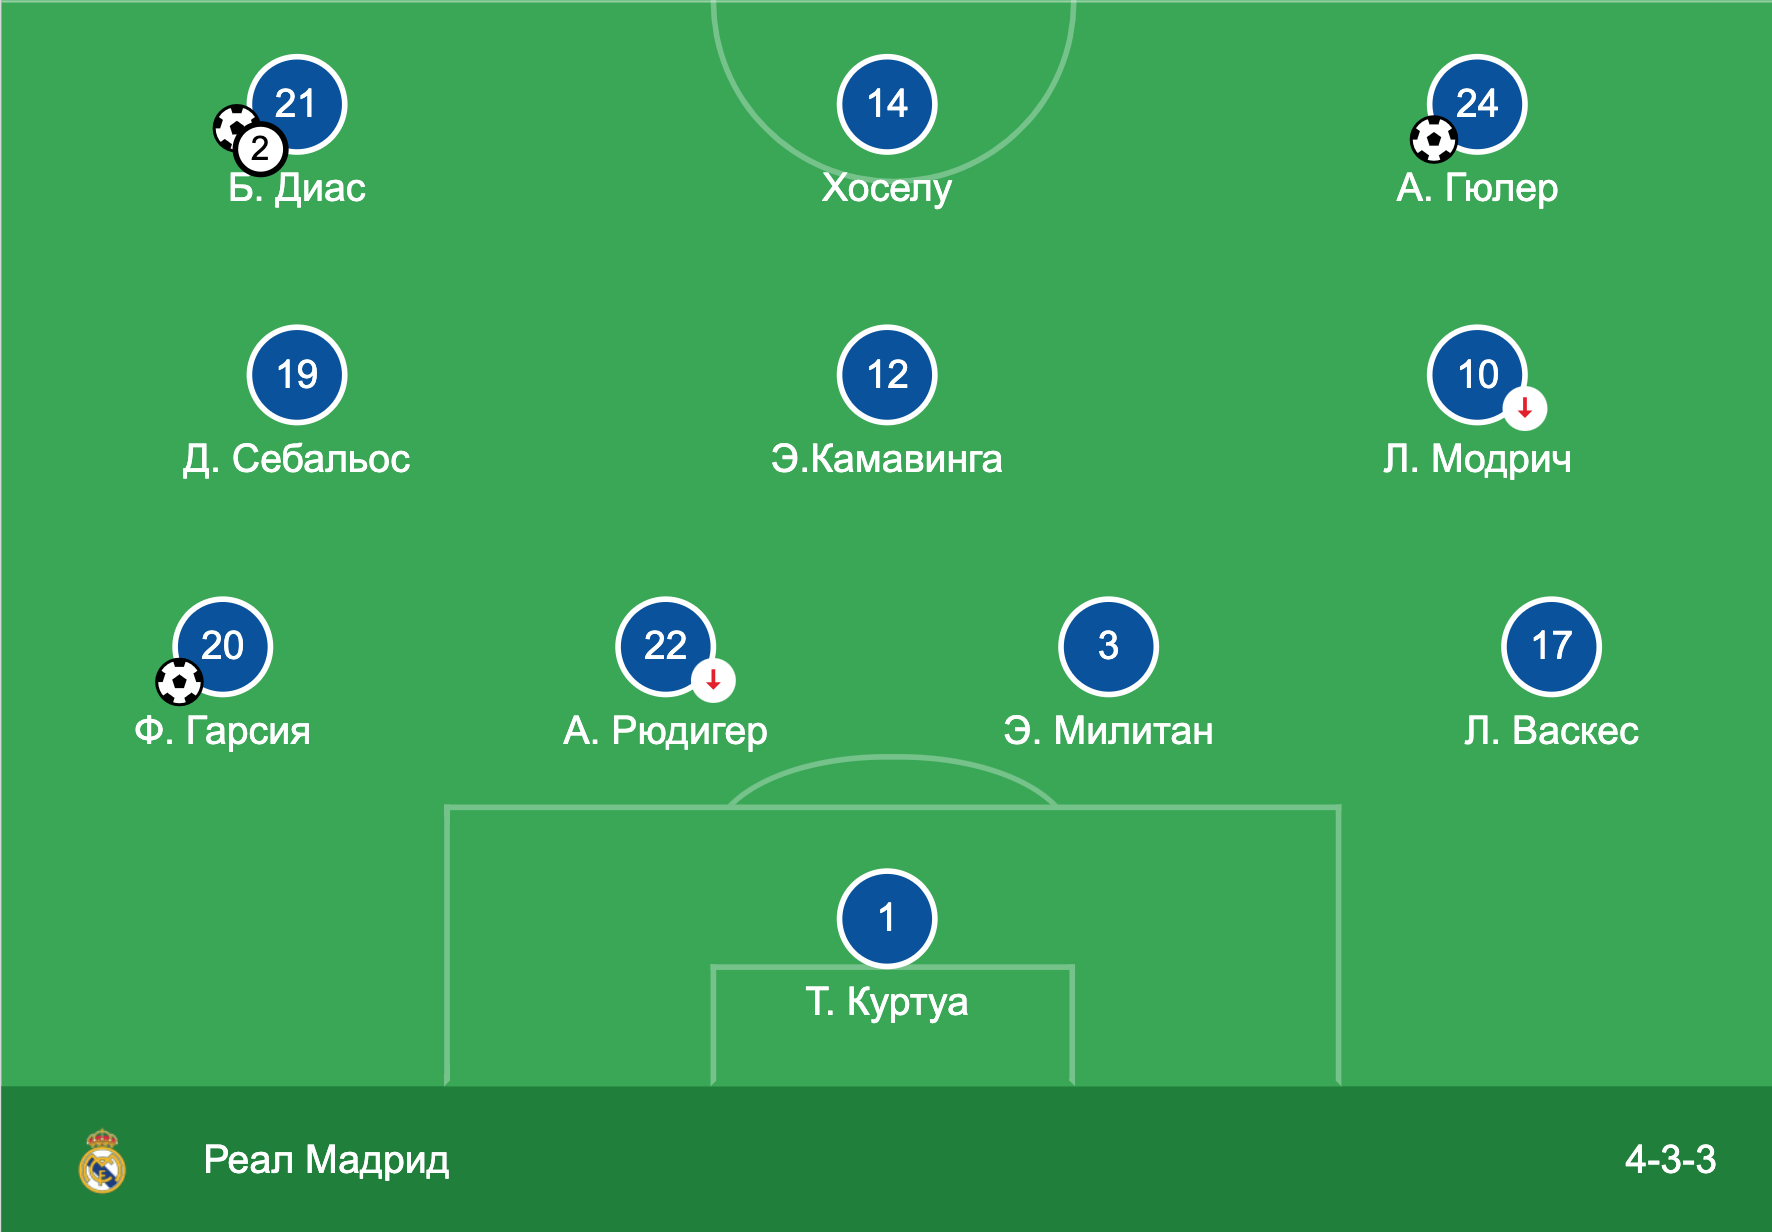 21 14 24
2
Б. Диас Хоселу А. Гюлер
19 12 10
Д. Себальос Э.Камавинга Л. Модрич
20 22 3 17
Ф. Гарсия А. Рюдигер Э. Милитан Л. Васкес
1
Т. Куртуа
Реал Мадрид 4-3-3